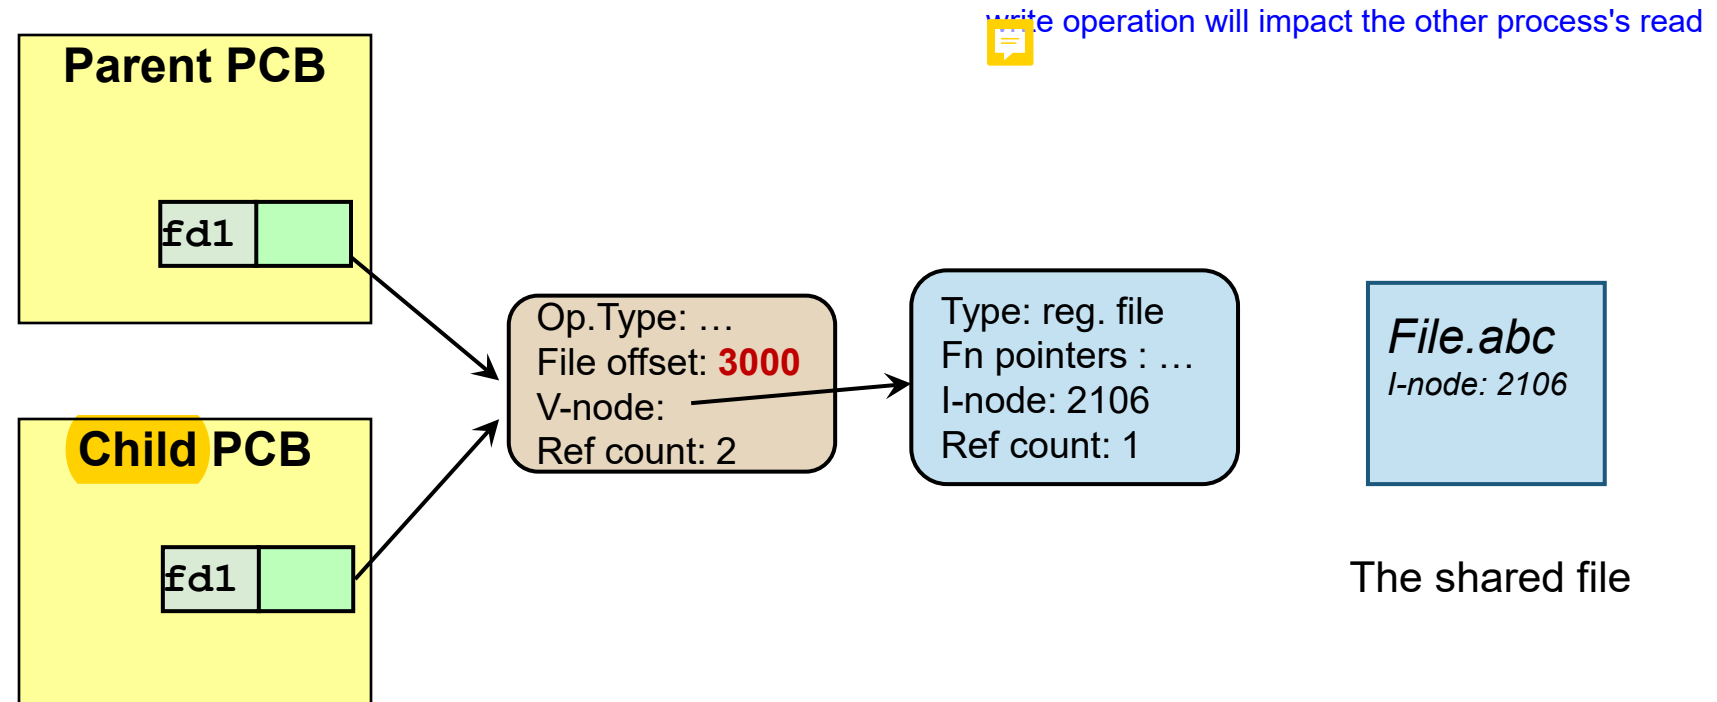 write operation will impact the other process's read
Parent PCB
fd1
Op.Type: …
File offset: 3000
V-node:
Ref count: 2
Type: reg. file
Fn pointers : …
I-node: 2106
Ref count: 1
File.abc
I-node: 2106
Child PCB
fd1
The shared file